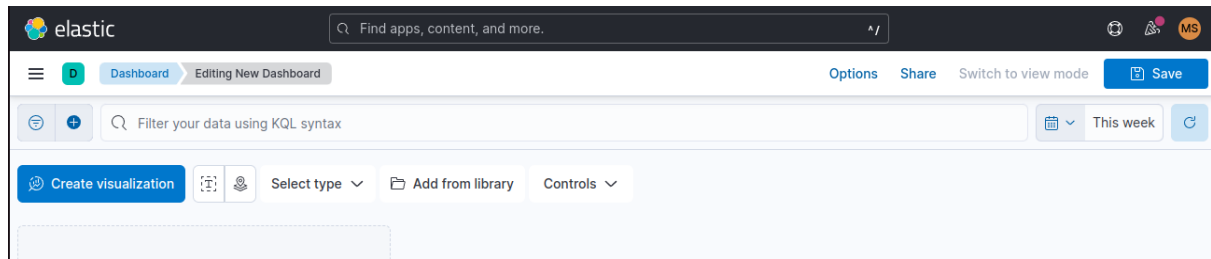 elastic Find apps, content, and more. ^/ MS
D Dashboard Editing New Dashboard Options Share Switch to view mode Save
Filter your data using KQL syntax This week
Create visualization T Select type Add from library Controls